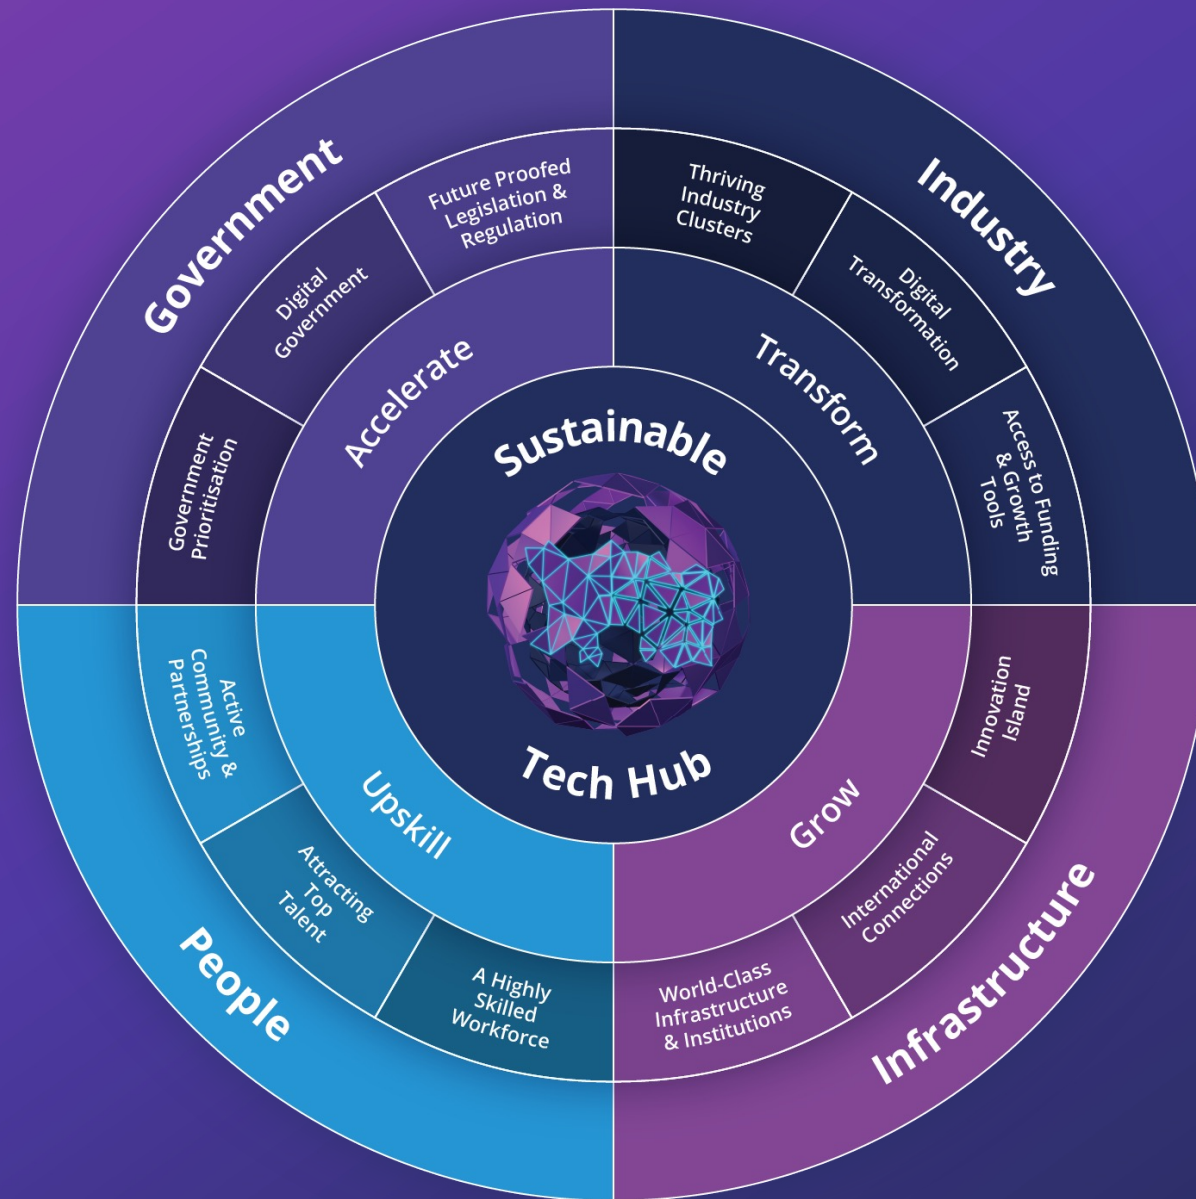 Government
Future Proofed
Legislation &
Regulation
Digital
Government
Government
Prioritisation
Accelerate
Industry
Thriving
Industry
Clusters
Digital
Transformation
Access to Funding
& Growth
Tools
Transform
Sustainable
Tech Hub
People
Active
Community &
Partnerships
Attracting
Top
Talent
A Highly
Skilled
Workforce
Upskill
Infrastructure
Innovation
Island
International
Connections
World-Class
Infrastructure
& Institutions
Grow